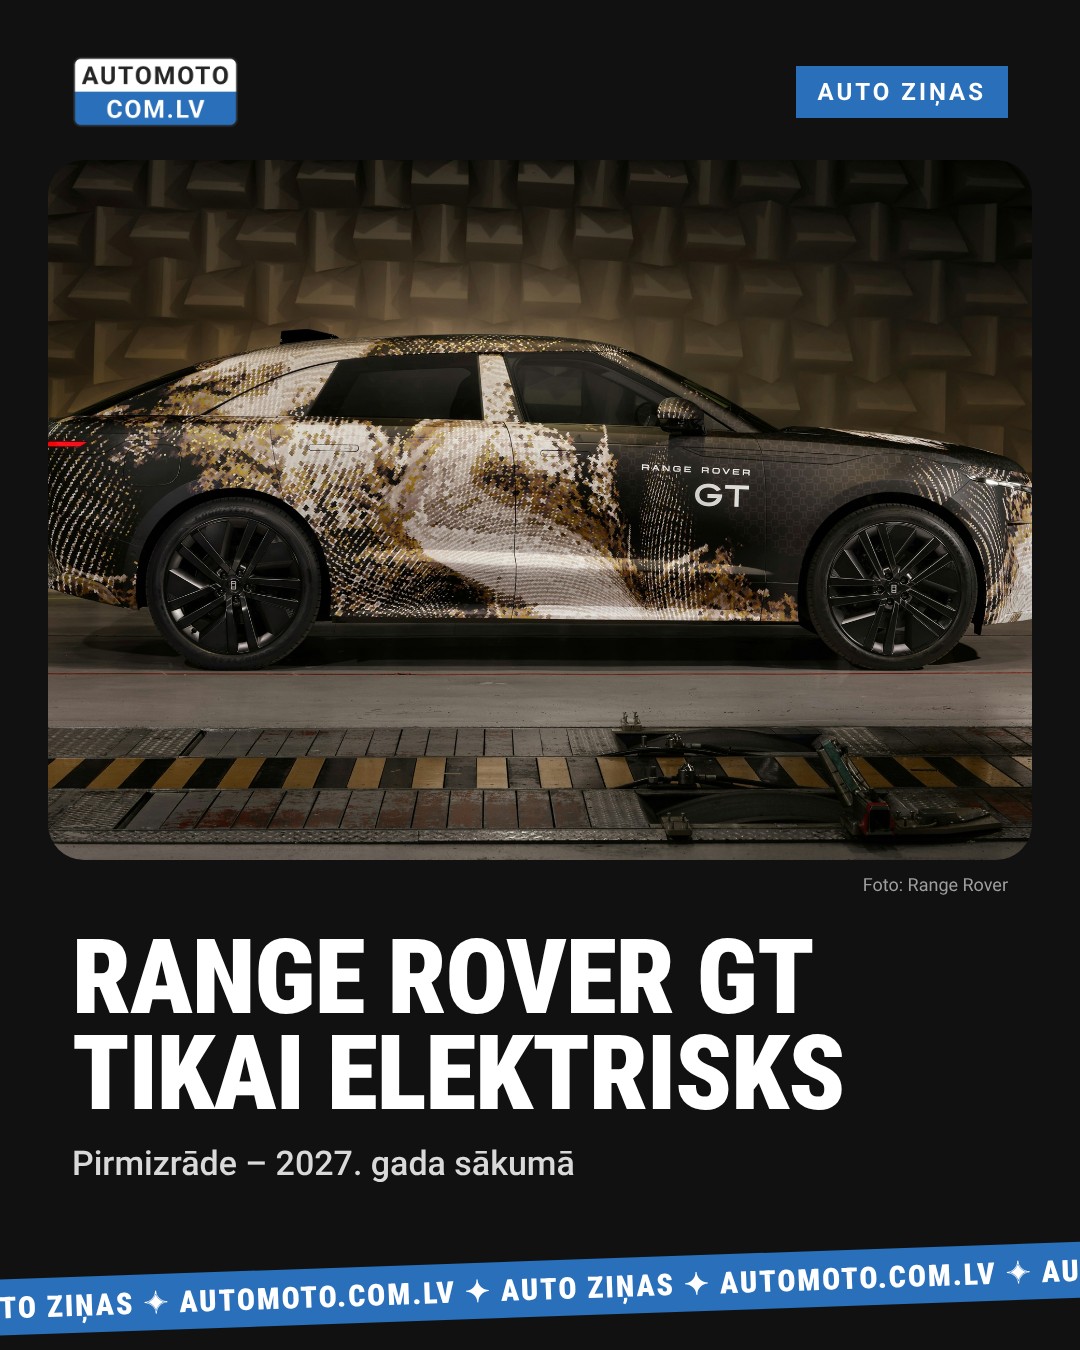 AUTOMOTO
COM.LV
AUTO ZIŅAS
RANGE ROVER
GT
Foto: Range Rover
RANGE ROVER GT
TIKAI ELEKTRISKS
Pirmizrāde – 2027. gada sākumā
TO ZIŅAS ✦ AUTOMOTO.COM.LV ✦ AUTO ZIŅAS ✦ AUTOMOTO.COM.LV ✦ AU